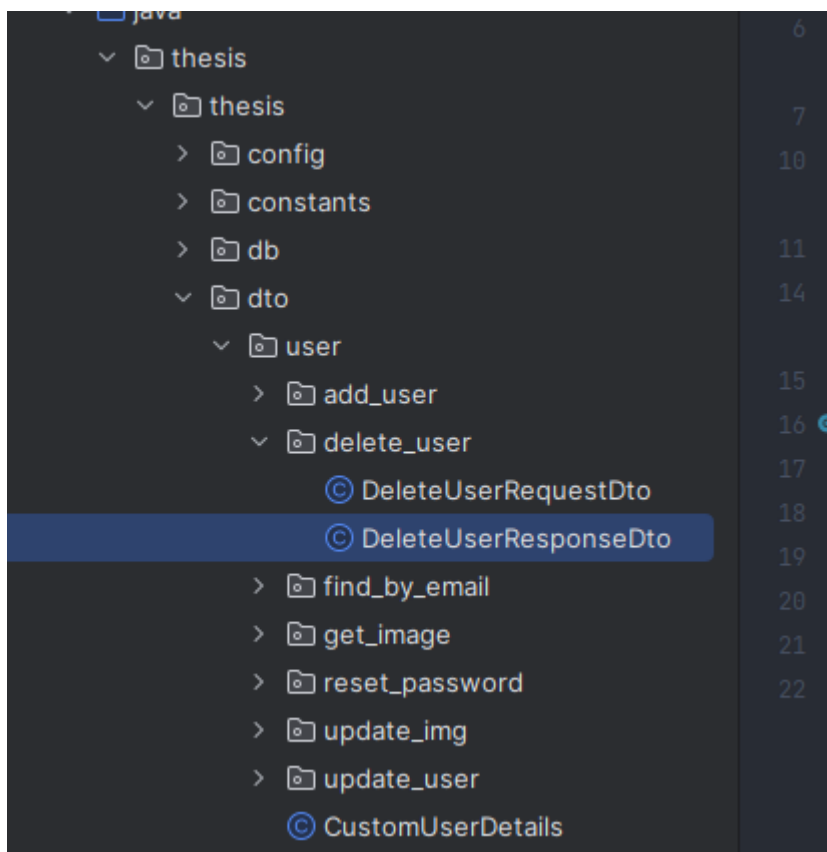 java
6
thesis
thesis
7
config
10
constants
db
11
dto
14
user
add_user
15
delete_user
16
DeleteUserRequestDto
17
DeleteUserResponseDto
18
19
find_by_email
20
get_image
21
reset_password
22
update_img
update_user
CustomUserDetails